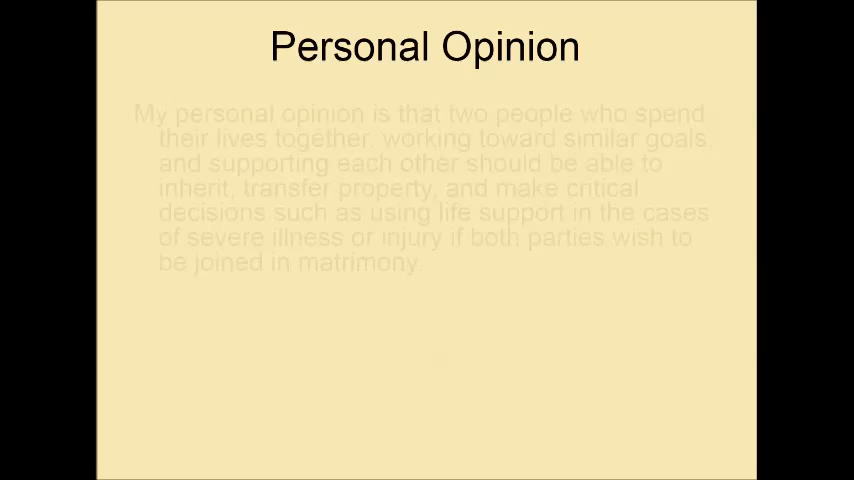 Personal Opinion
My personal opinion is that two people who spend
their lives together, working toward similar goals,
and supporting each other should be able to
inherit, transfer property, and make critical
decisions such as using life support in the cases
of severe illness or injury if both parties wish to
be joined in matrimony.